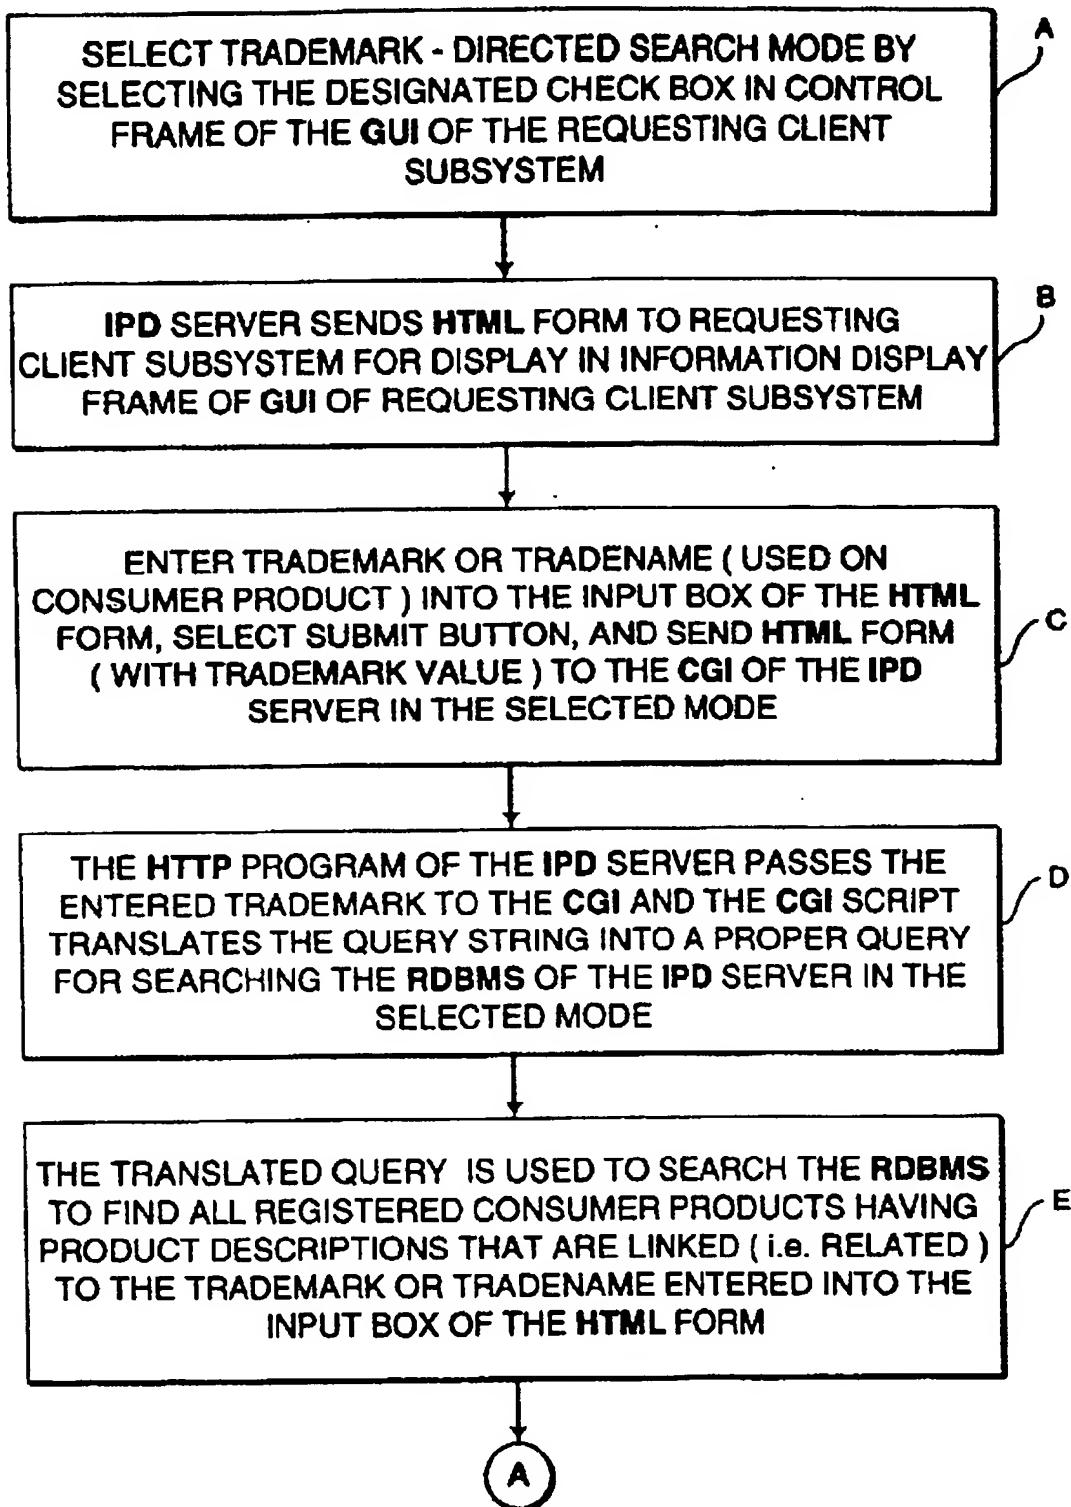 SELECT TRADEMARK - DIRECTED SEARCH MODE BY
SELECTING THE DESIGNATED CHECK BOX IN CONTROL
FRAME OF THE GUI OF THE REQUESTING CLIENT
SUBSYSTEM
A
IPD SERVER SENDS HTML FORM TO REQUESTING
CLIENT SUBSYSTEM FOR DISPLAY IN INFORMATION DISPLAY
FRAME OF GUI OF REQUESTING CLIENT SUBSYSTEM
B
ENTER TRADEMARK OR TRADENAME ( USED ON
CONSUMER PRODUCT ) INTO THE INPUT BOX OF THE HTML
FORM, SELECT SUBMIT BUTTON, AND SEND HTML FORM
( WITH TRADEMARK VALUE ) TO THE CGI OF THE IPD
SERVER IN THE SELECTED MODE
C
THE HTTP PROGRAM OF THE IPD SERVER PASSES THE
ENTERED TRADEMARK TO THE CGI AND THE CGI SCRIPT
TRANSLATES THE QUERY STRING INTO A PROPER QUERY
FOR SEARCHING THE RDBMS OF THE IPD SERVER IN THE
SELECTED MODE
D
THE TRANSLATED QUERY IS USED TO SEARCH THE RDBMS
TO FIND ALL REGISTERED CONSUMER PRODUCTS HAVING
PRODUCT DESCRIPTIONS THAT ARE LINKED ( i.e. RELATED )
TO THE TRADEMARK OR TRADENAME ENTERED INTO THE
INPUT BOX OF THE HTML FORM
E
A